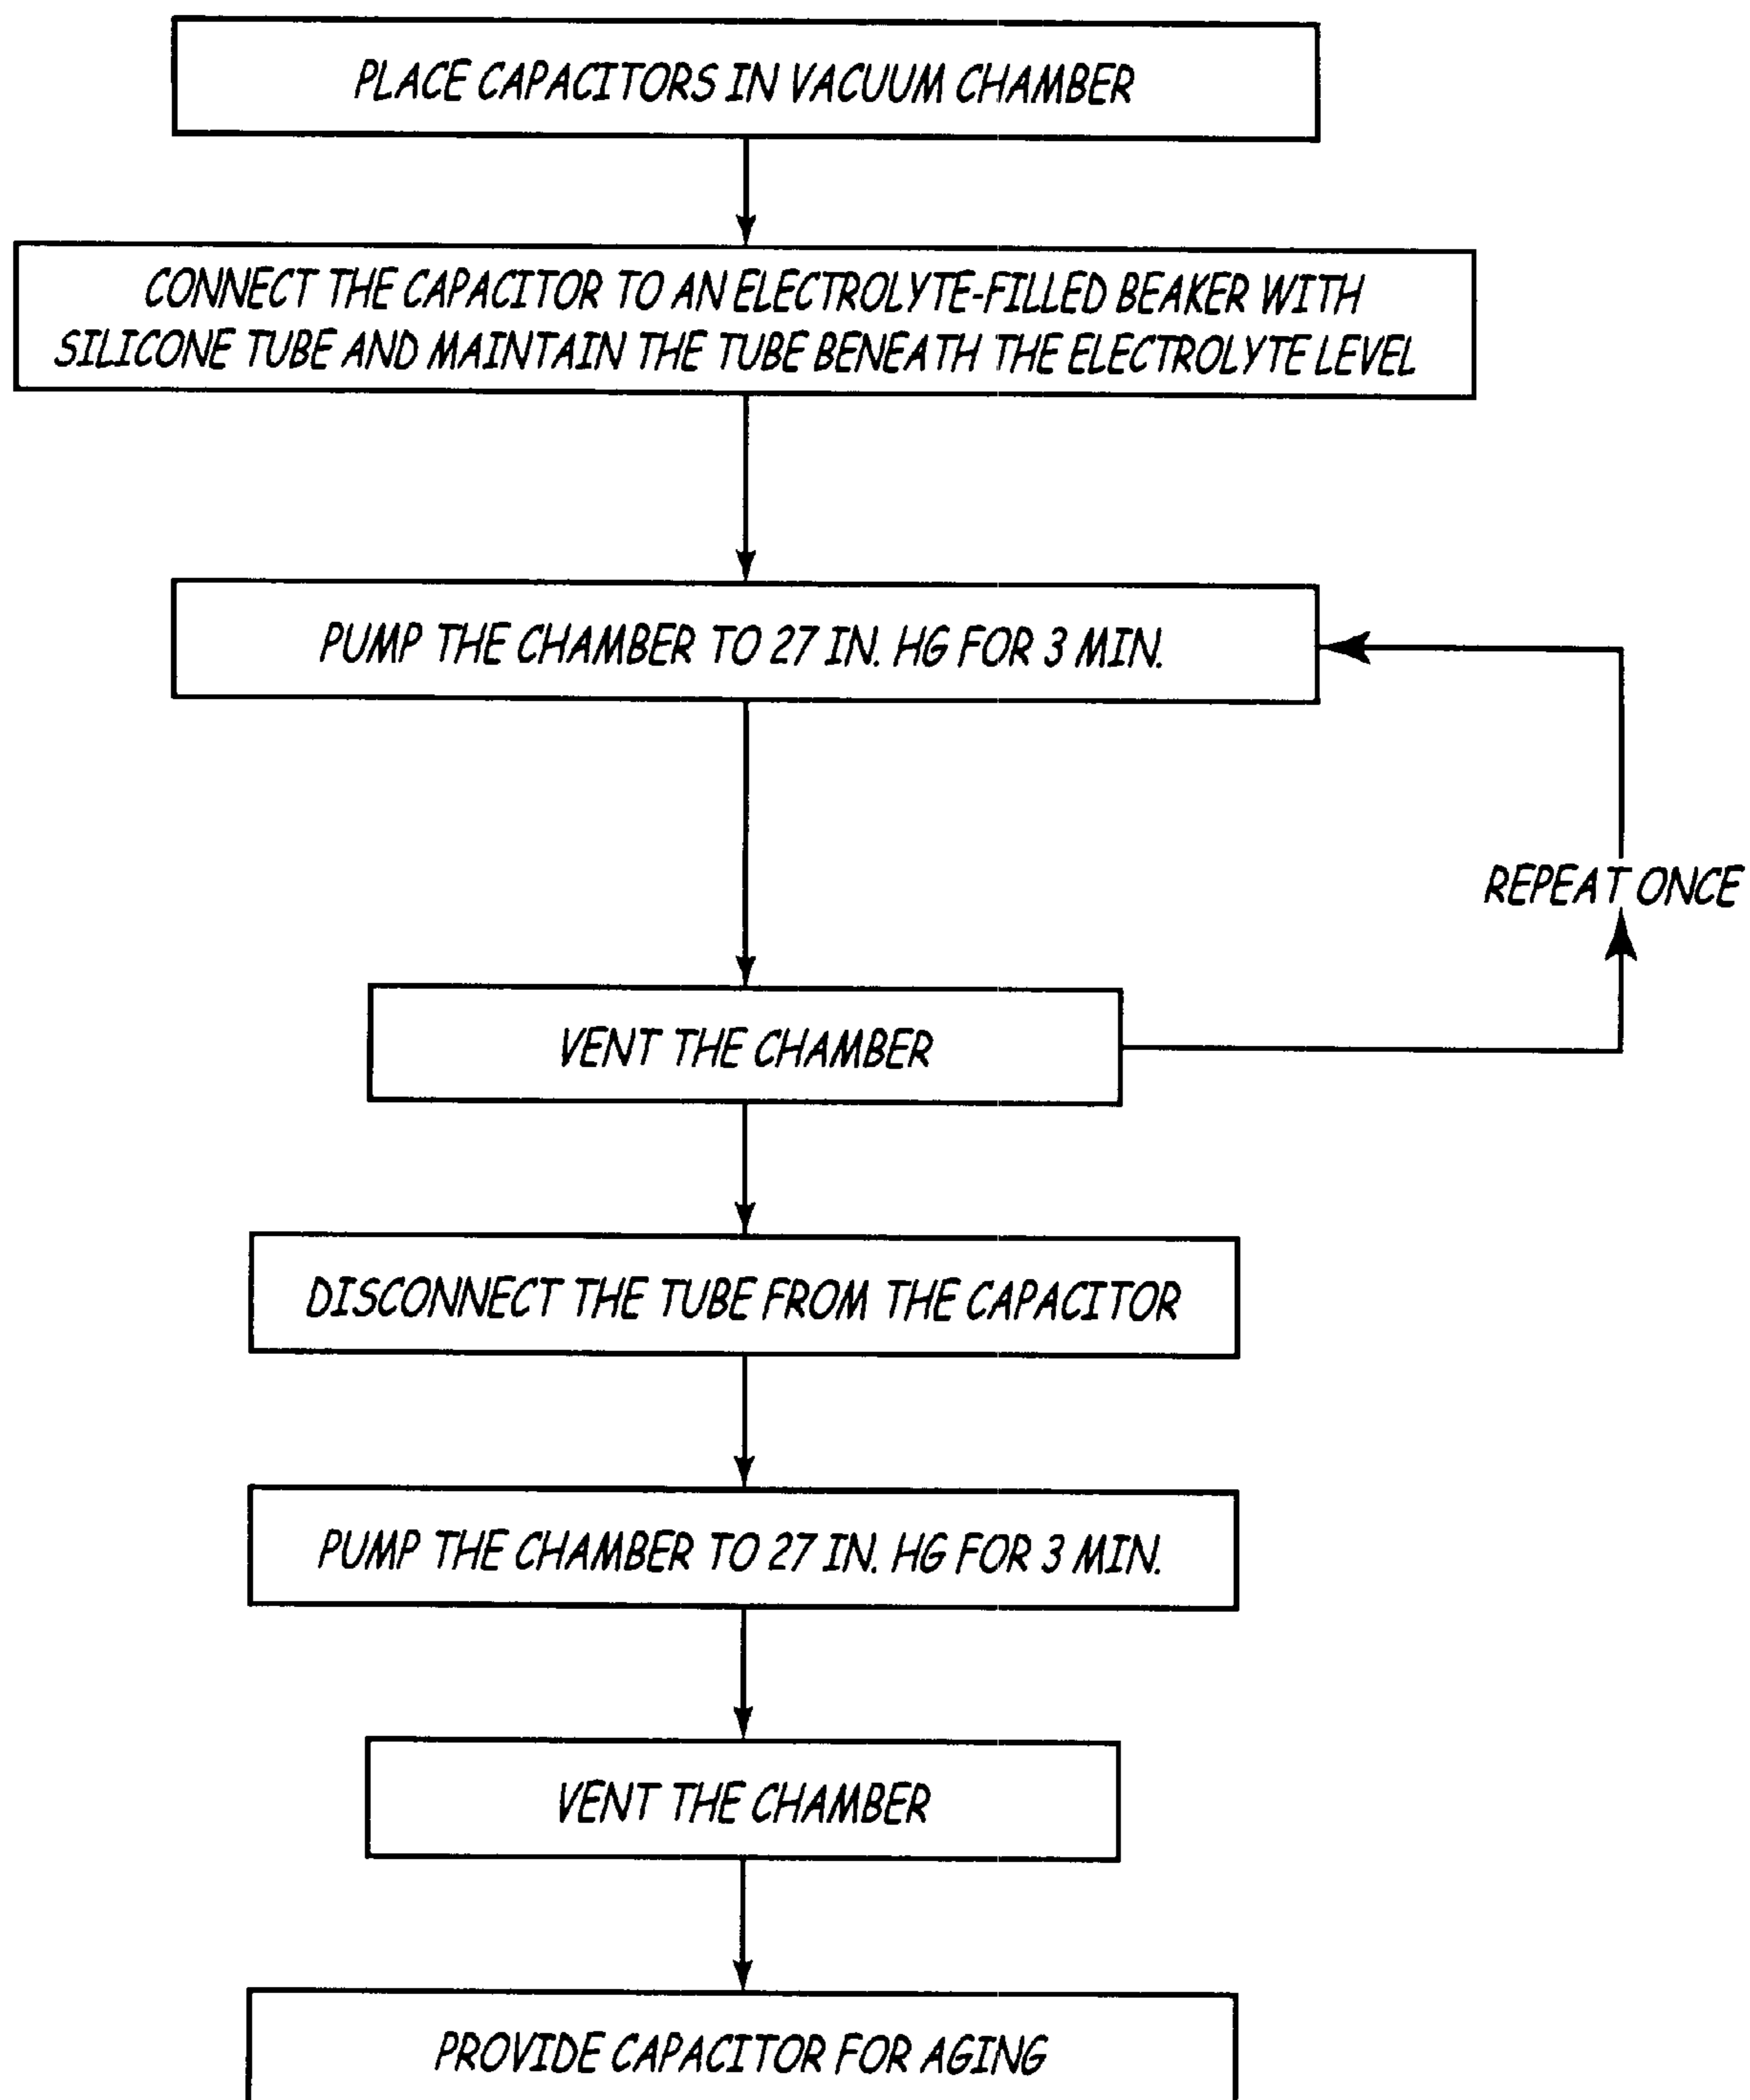 PLACE CAPACITORS IN VACUUM CHAMBER
CONNECT THE CAPACITOR TO AN ELECTROLYTE-FILLED BEAKER WITH
SILICONE TUBE AND MAINTAIN THE TUBE BENEATH THE ELECTROLYTE LEVEL
PUMP THE CHAMBER TO 27 IN. HG FOR 3 MIN.
REPEAT ONCE
VENT THE CHAMBER
DISCONNECT THE TUBE FROM THE CAPACITOR
PUMP THE CHAMBER TO 27 IN. HG FOR 3 MIN.
VENT THE CHAMBER
PROVIDE CAPACITOR FOR AGING